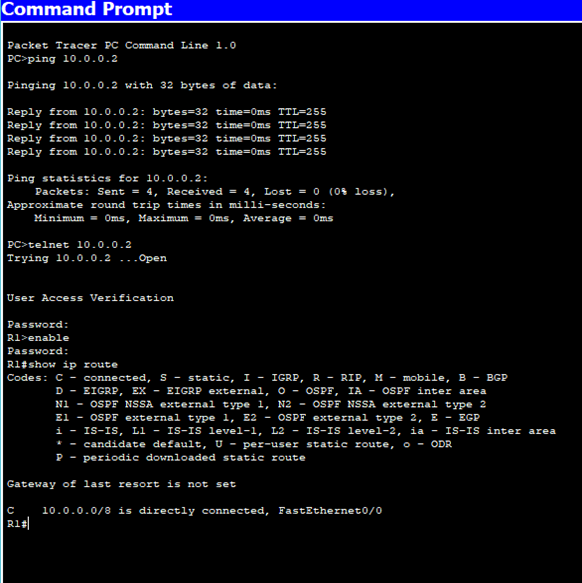 Command Prompt
Packet Tracer PC Command Line 1.0
PC>ping 10.0.0.2
Pinging 10.0.0.2 with 32 bytes of data:
Reply from 10.0.0.2: bytes=32 time=0ms TTL=255
Reply from 10.0.0.2: bytes=32 time=0ms TTL=255
Reply from 10.0.0.2: bytes=32 time=0ms TTL=255
Reply from 10.0.0.2: bytes=32 time=0ms TTL=255
Ping statistics for 10.0.0.2:
Packets: Sent = 4, Received = 4, Lost = 0 (0% loss),
Approximate round trip times in milli-seconds:
Minimum = 0ms, Maximum = 0ms, Average = 0ms
PC>telnet 10.0.0.2
Trying 10.0.0.2 ...Open
User Access Verification
Password:
R1>enable
Password:
R1#show ip route
Codes: C - connected, S - static, I - IGRP, R - RIP, M - mobile, B - BGP
D - EIGRP, EX - EIGRP external, O - OSPF, IA - OSPF inter area
N1 - OSPF NSSA external type 1, N2 - OSPF NSSA external type 2
E1 - OSPF external type 1, E2 - OSPF external type 2, E - EGP
i - IS-IS, L1 - IS-IS level-1, L2 - IS-IS level-2, ia - IS-IS inter area
* - candidate default, U - per-user static route, o - ODR
P - periodic downloaded static route
Gateway of last resort is not set
C 10.0.0.0/8 is directly connected, FastEthernet0/0
R1#